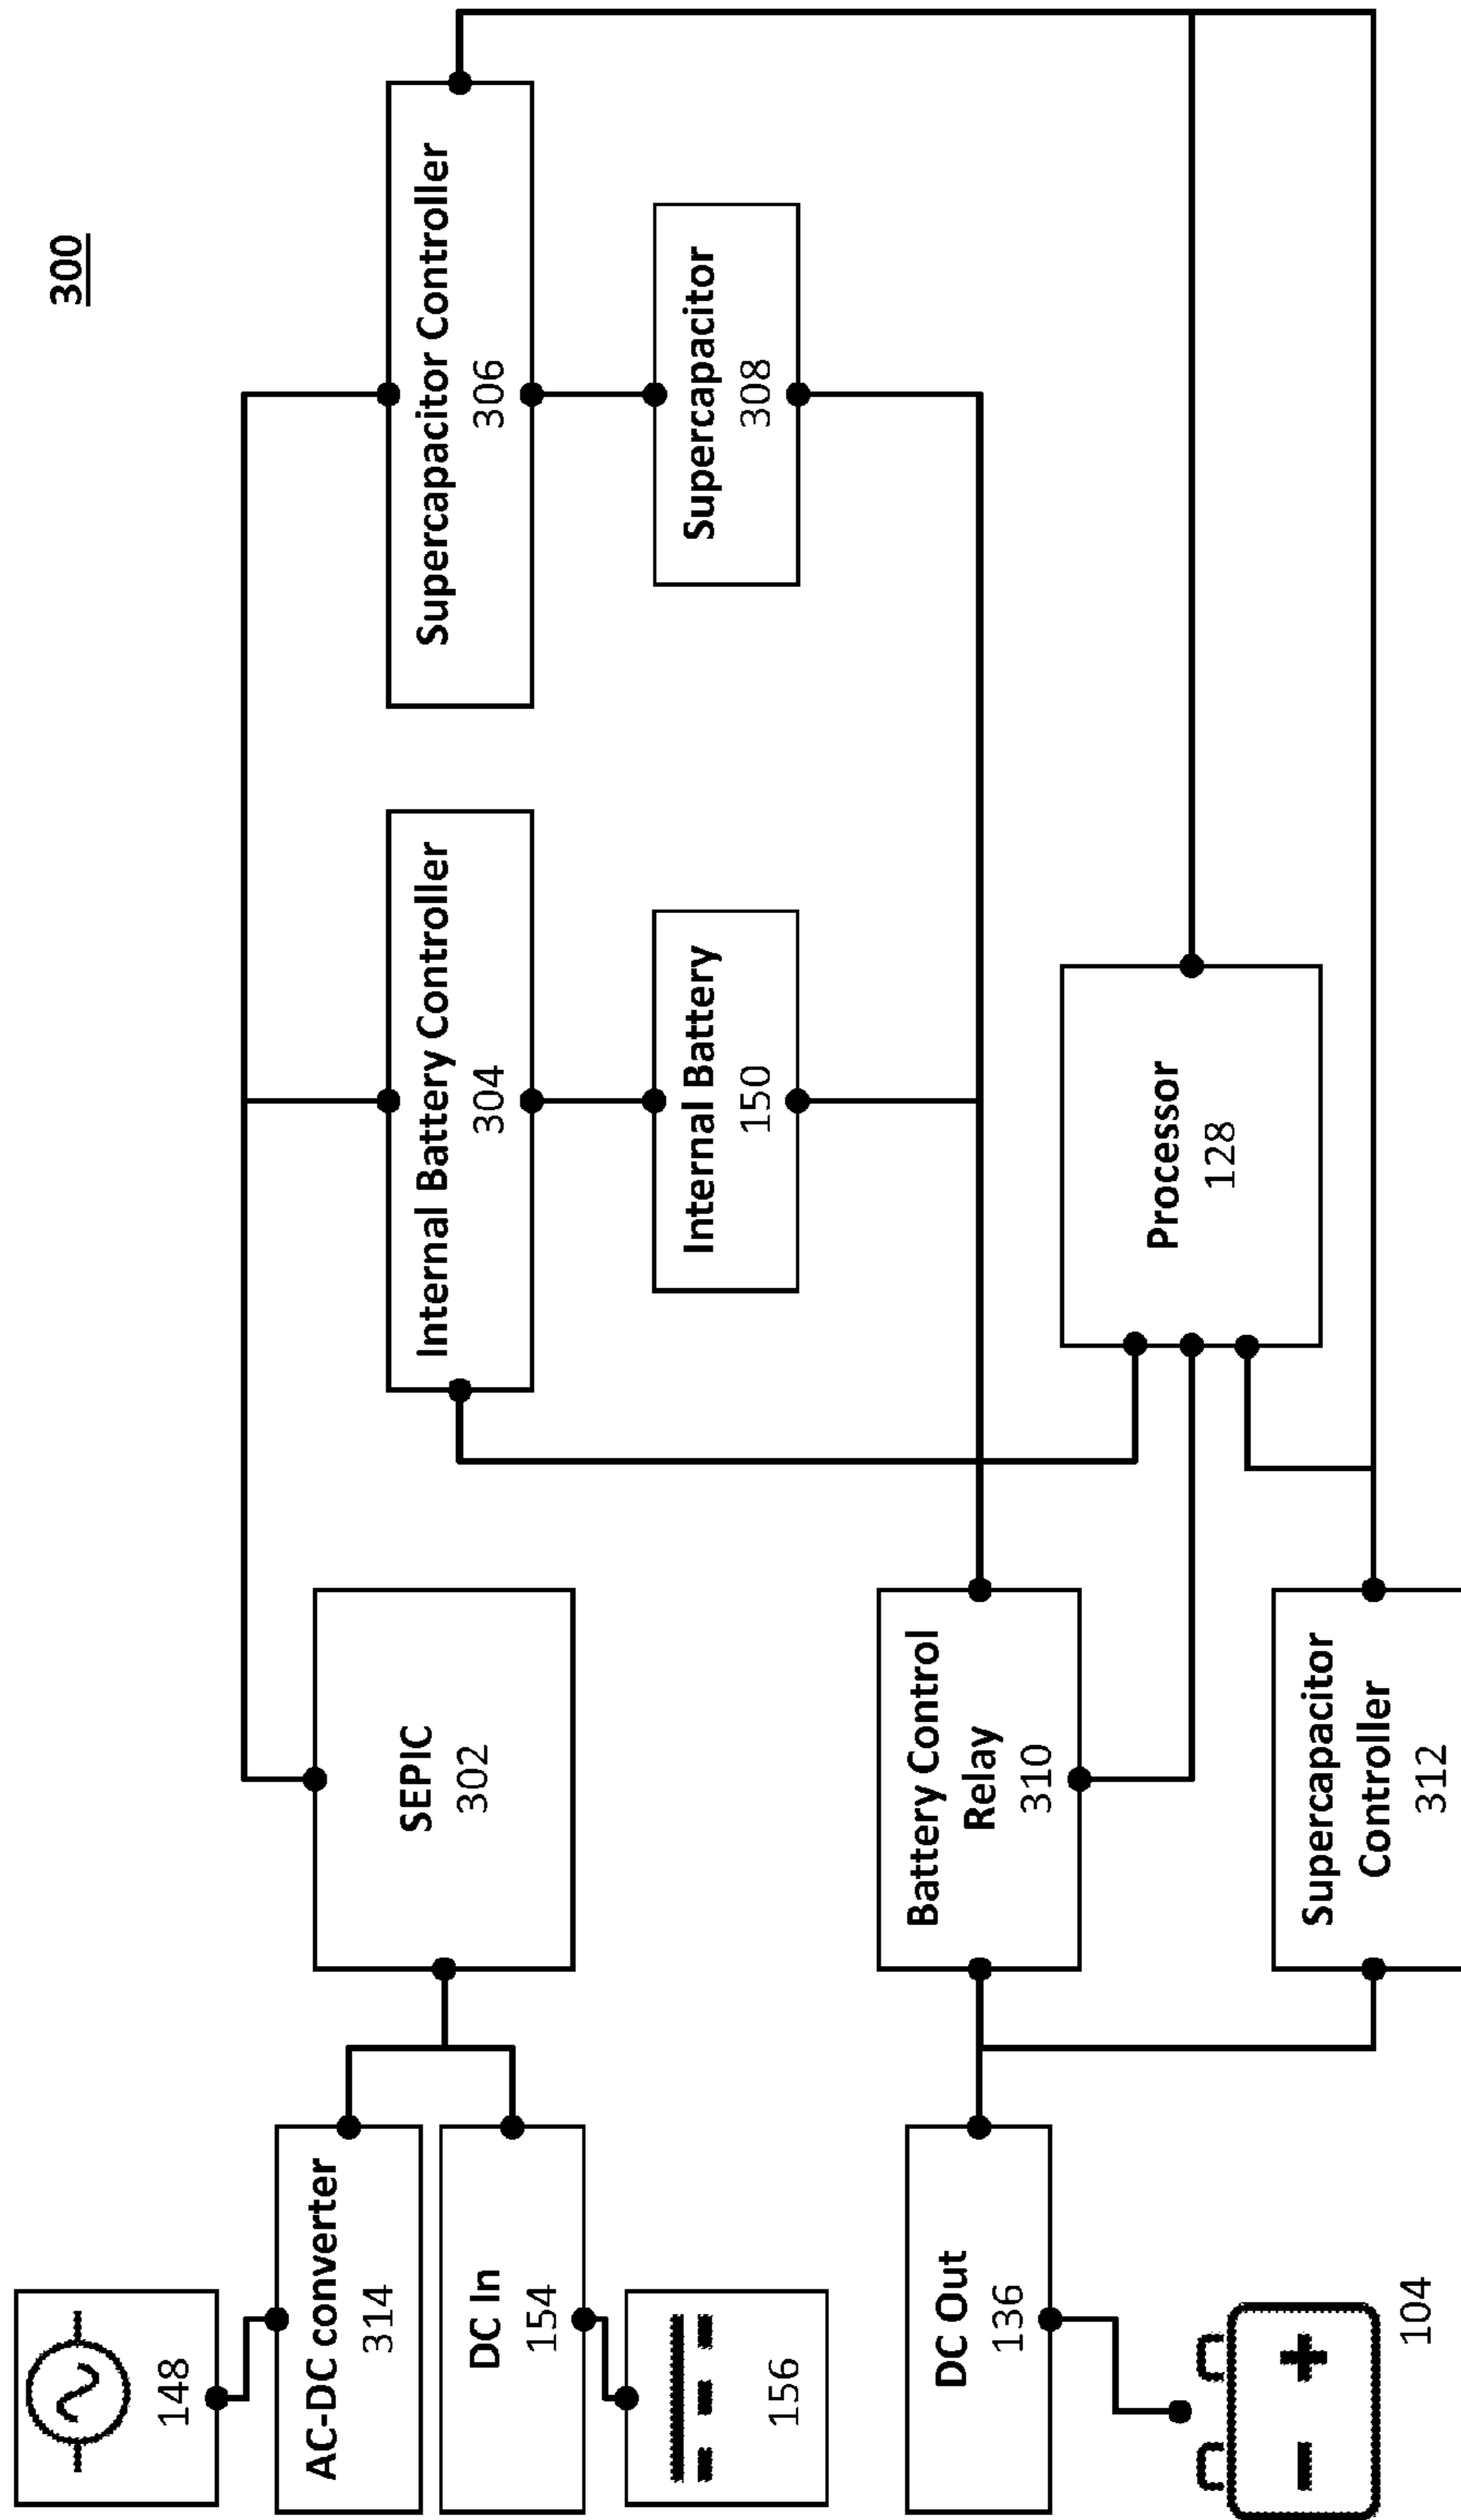 300
148
AC-DC converter
314
DC In
154
156
SEPIC
302
Internal Battery Controller
304
Internal Battery
150
Supercapacitor Controller
306
Supercapacitor
308
DC Out
136
104
Battery Control
Relay
310
Supercapacitor
Controller
312
Processor
128